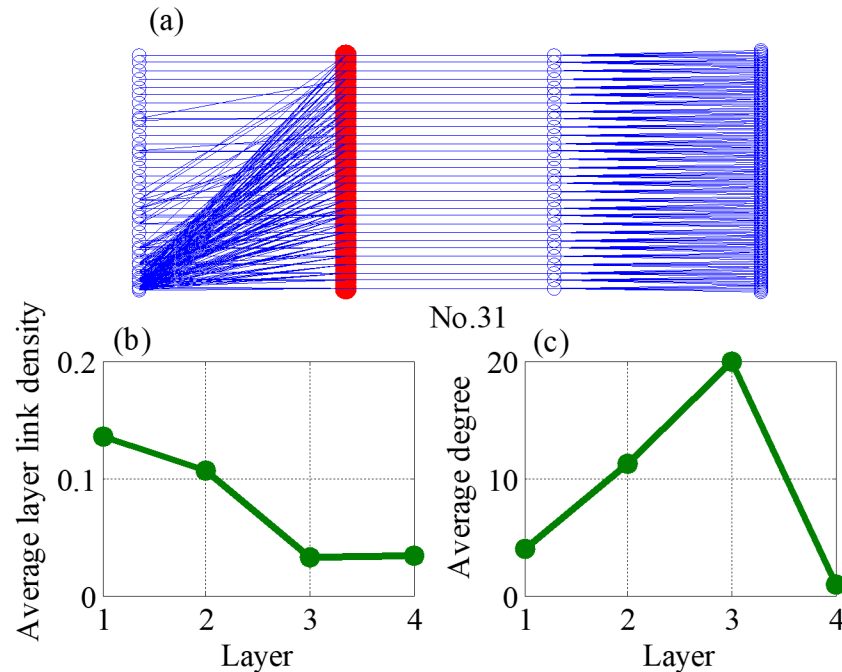 (a)
No.31
(b)
Average layer link density
0.2
0.1
0
1 2 3 4
Layer
(c)
Average degree
20
10
0
1 2 3 4
Layer